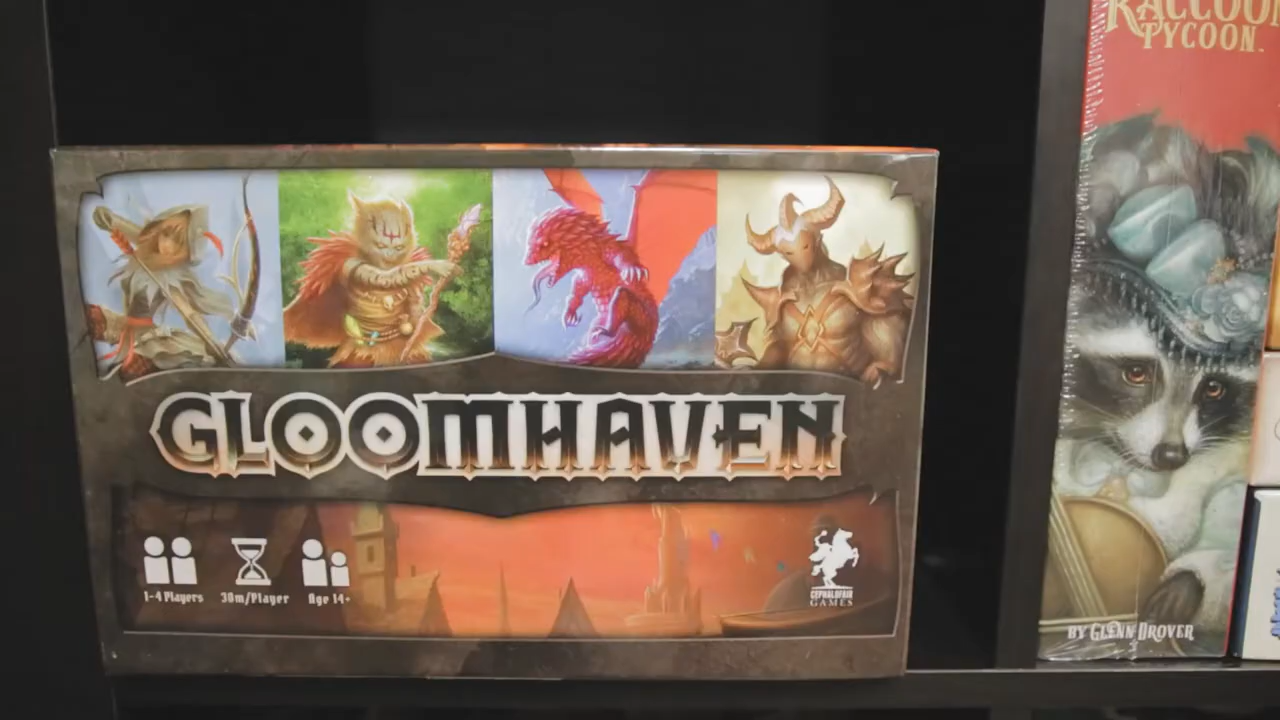 RACCOON
TYCOON
GLOOMHAVEN
1-4 Players
30m/Player
Age 14+
CEPHALOFAIR
GAMES
BY GLENN DROVER